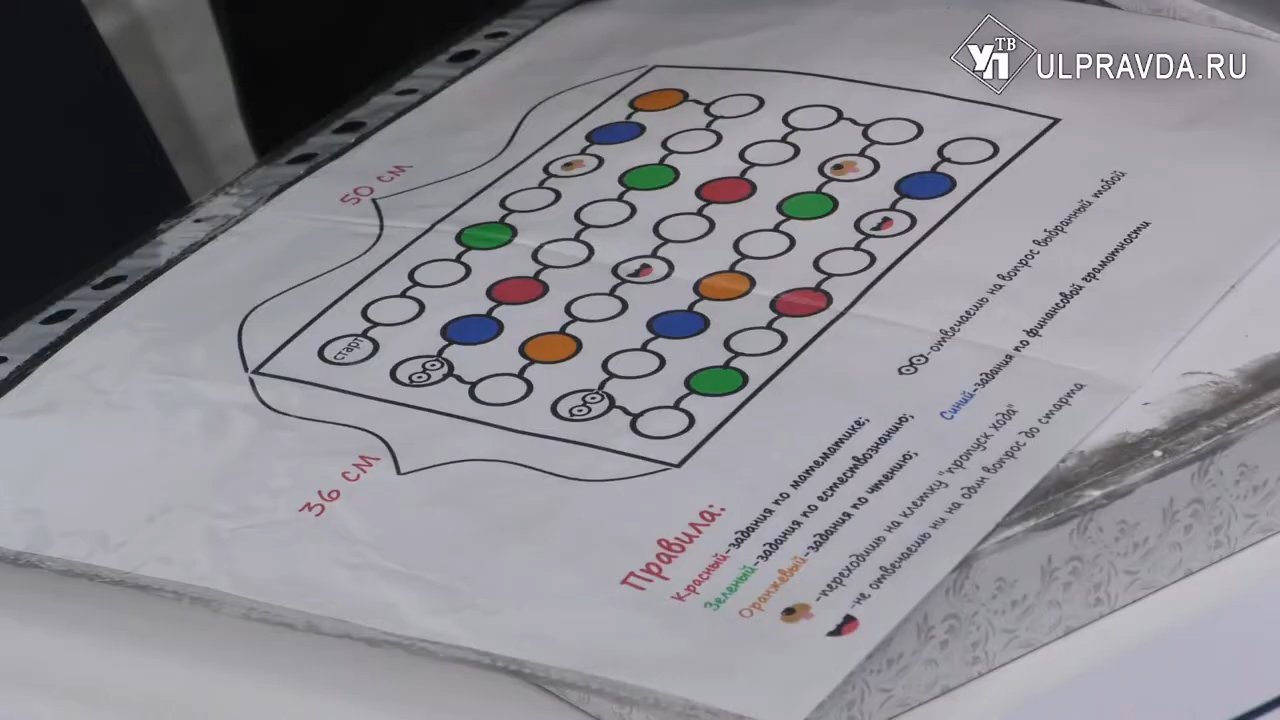 УП ТВ ULPRAVDA.RU
50 см
старт
36 см
Правила:
Красный-задания по математике;
Зеленый-задания по естествознанию;
Оранжевый-задания по чтению;
-переходишь на клетку "пропуск хода"
-не отвечаешь ни на один вопрос до старта
-отвечаешь на вопрос выбранный тобой
Синий-задания по финансовой грамотности